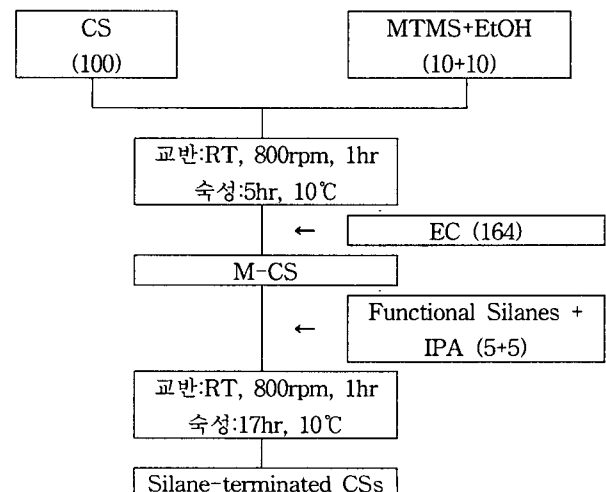 CS
(100)
MTMS+EtOH
(10+10)
교반:RT, 800rpm, 1hr
숙성:5hr, 10℃
← EC (164)
M-CS
Functional Silanes +
← IPA (5+5)
교반:RT, 800rpm, 1hr
숙성:17hr, 10℃
Silane-terminated CSs